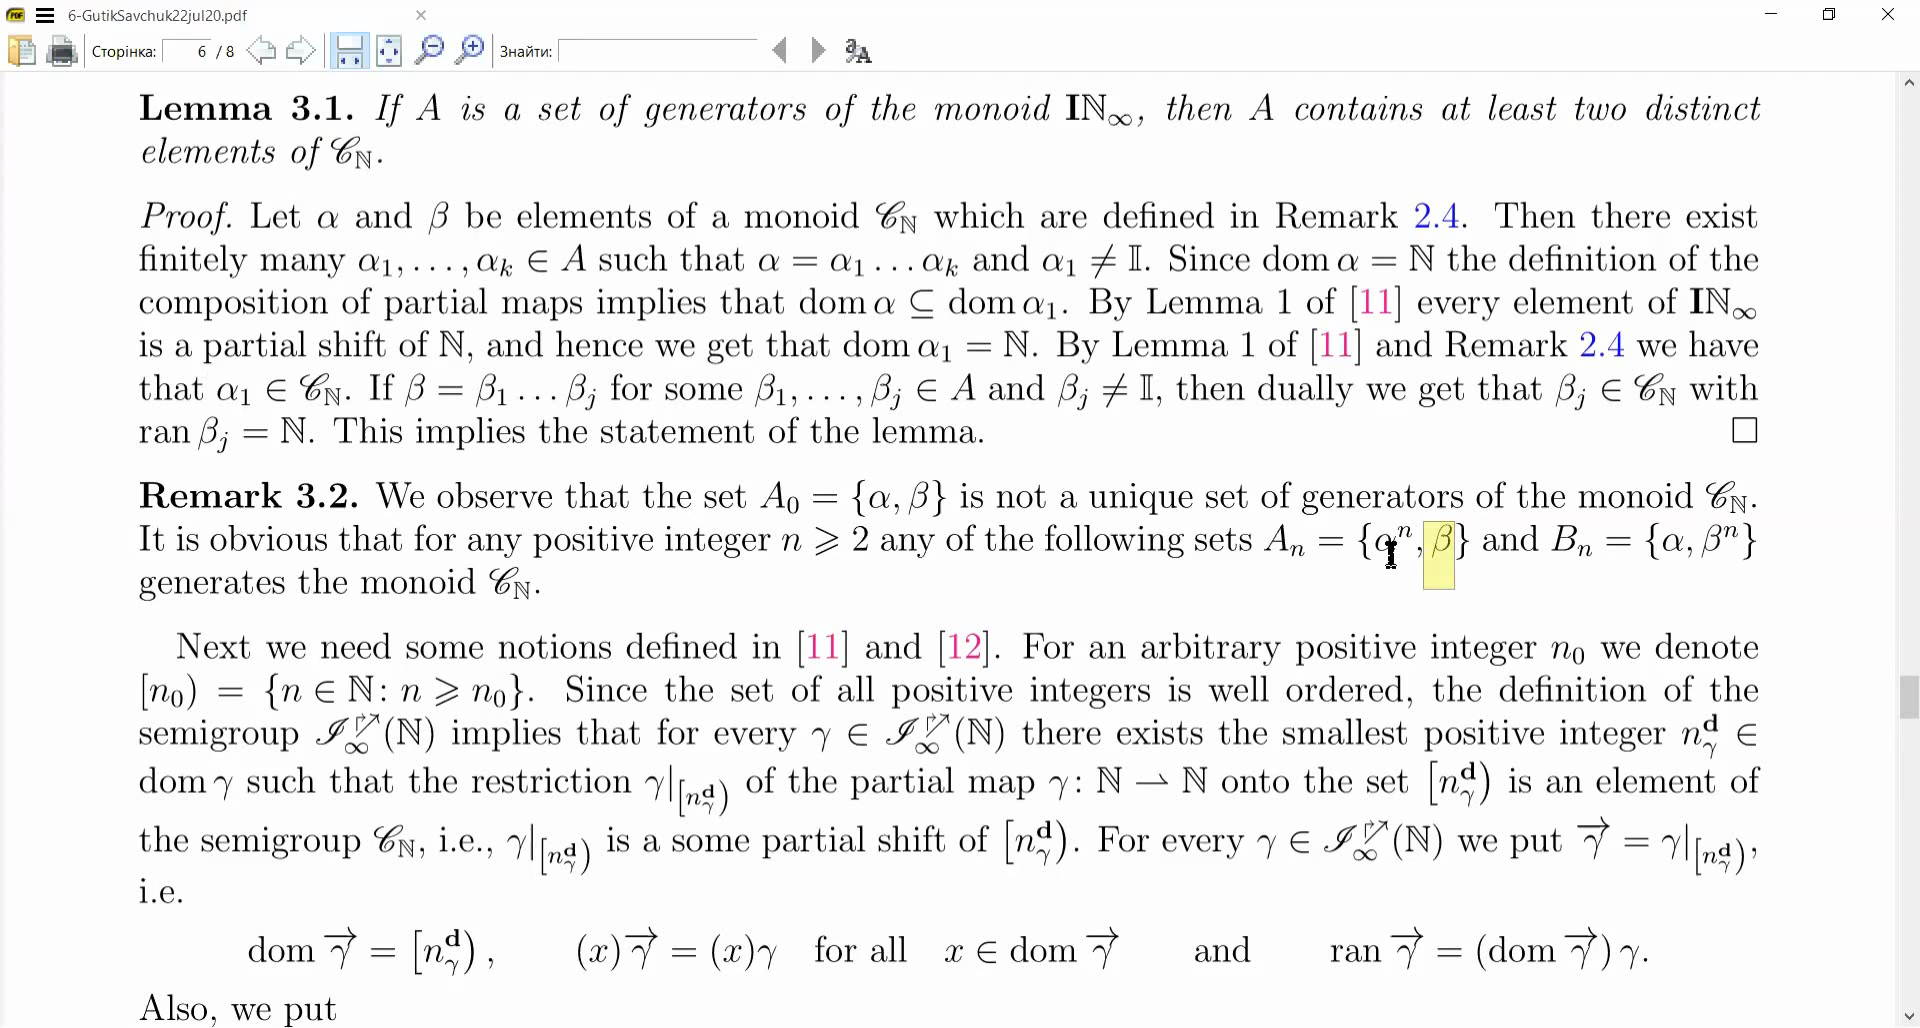 6-GutikSavchuk22jul20.pdf
Сторінка: 6 / 8 Знайти:
Lemma 3.1. If A is a set of generators of the monoid 𝐈ℕ∞, then A contains at least two distinct
elements of 𝒞ℕ.
Proof. Let α and β be elements of a monoid 𝒞ℕ which are defined in Remark 2.4. Then there exist
finitely many α₁, . . . , αₖ ∈ A such that α = α₁ . . . αₖ and α₁ ≠ 𝕀. Since dom α = ℕ the definition of the
composition of partial maps implies that dom α ⊆ dom α₁. By Lemma 1 of [11] every element of 𝐈ℕ∞
is a partial shift of ℕ, and hence we get that dom α₁ = ℕ. By Lemma 1 of [11] and Remark 2.4 we have
that α₁ ∈ 𝒞ℕ. If β = β₁ . . . βⱼ for some β₁, . . . , βⱼ ∈ A and βⱼ ≠ 𝕀, then dually we get that βⱼ ∈ 𝒞ℕ with
ran βⱼ = ℕ. This implies the statement of the lemma. □
Remark 3.2. We observe that the set A₀ = {α, β} is not a unique set of generators of the monoid 𝒞ℕ.
It is obvious that for any positive integer n ⩾ 2 any of the following sets Aₙ = {αⁿ, β} and Bₙ = {α, βⁿ}
generates the monoid 𝒞ℕ.
Next we need some notions defined in [11] and [12]. For an arbitrary positive integer n₀ we denote
[n₀) = {n ∈ ℕ: n ⩾ n₀}. Since the set of all positive integers is well ordered, the definition of the
semigroup ℐ∞^↱↗(ℕ) implies that for every γ ∈ ℐ∞^↱↗(ℕ) there exists the smallest positive integer n_γ^𝐝 ∈
dom γ such that the restriction γ|_[n_γ^𝐝) of the partial map γ: ℕ ⇀ ℕ onto the set [n_γ^𝐝) is an element of
the semigroup 𝒞ℕ, i.e., γ|_[n_γ^𝐝) is a some partial shift of [n_γ^𝐝). For every γ ∈ ℐ∞^↱↗(ℕ) we put γ⃗ = γ|_[n_γ^𝐝),
i.e.
dom γ⃗ = [n_γ^𝐝), (x)γ⃗ = (x)γ for all x ∈ dom γ⃗ and ran γ⃗ = (dom γ⃗)γ.
Also, we put